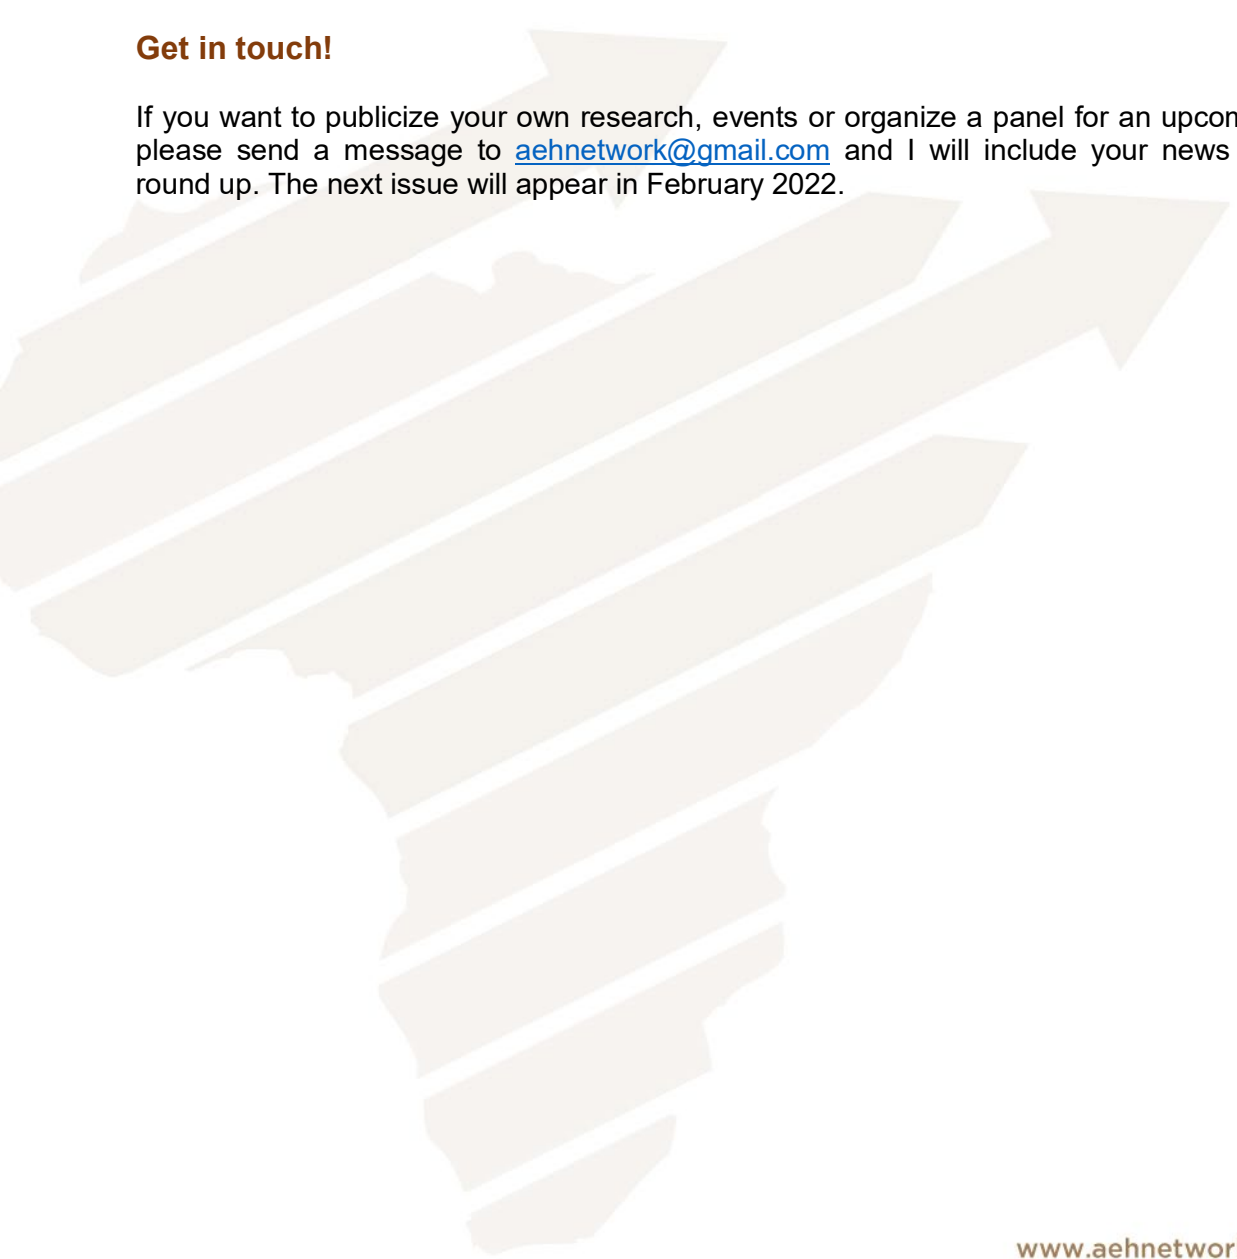 Get in touch!
If you want to publicize your own research, events or organize a panel for an upcom
please send a message to aehnetwork@gmail.com and I will include your news
round up. The next issue will appear in February 2022.
www.aehnetwor